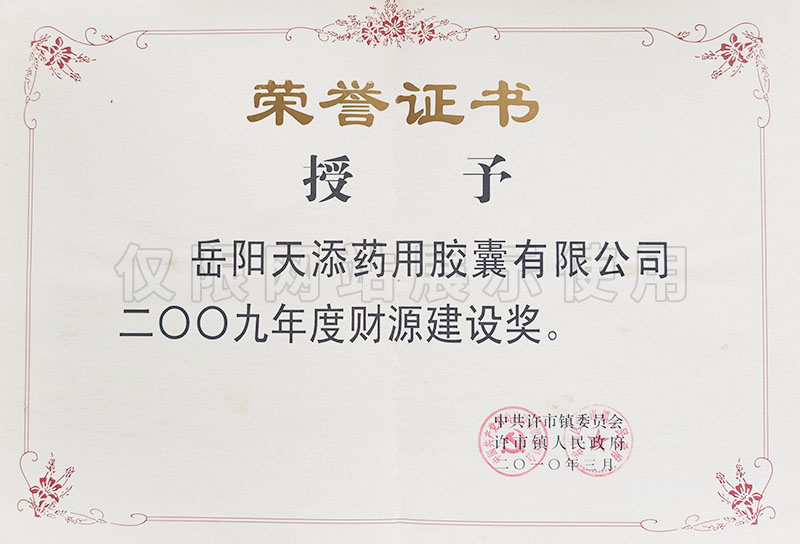 荣誉证书
授 予
岳阳天添药用胶囊有限公司
仅限网站展示使用
二〇〇九年度财源建设奖。
中共许市镇委员会
许市镇人民政府
二〇一〇年三月